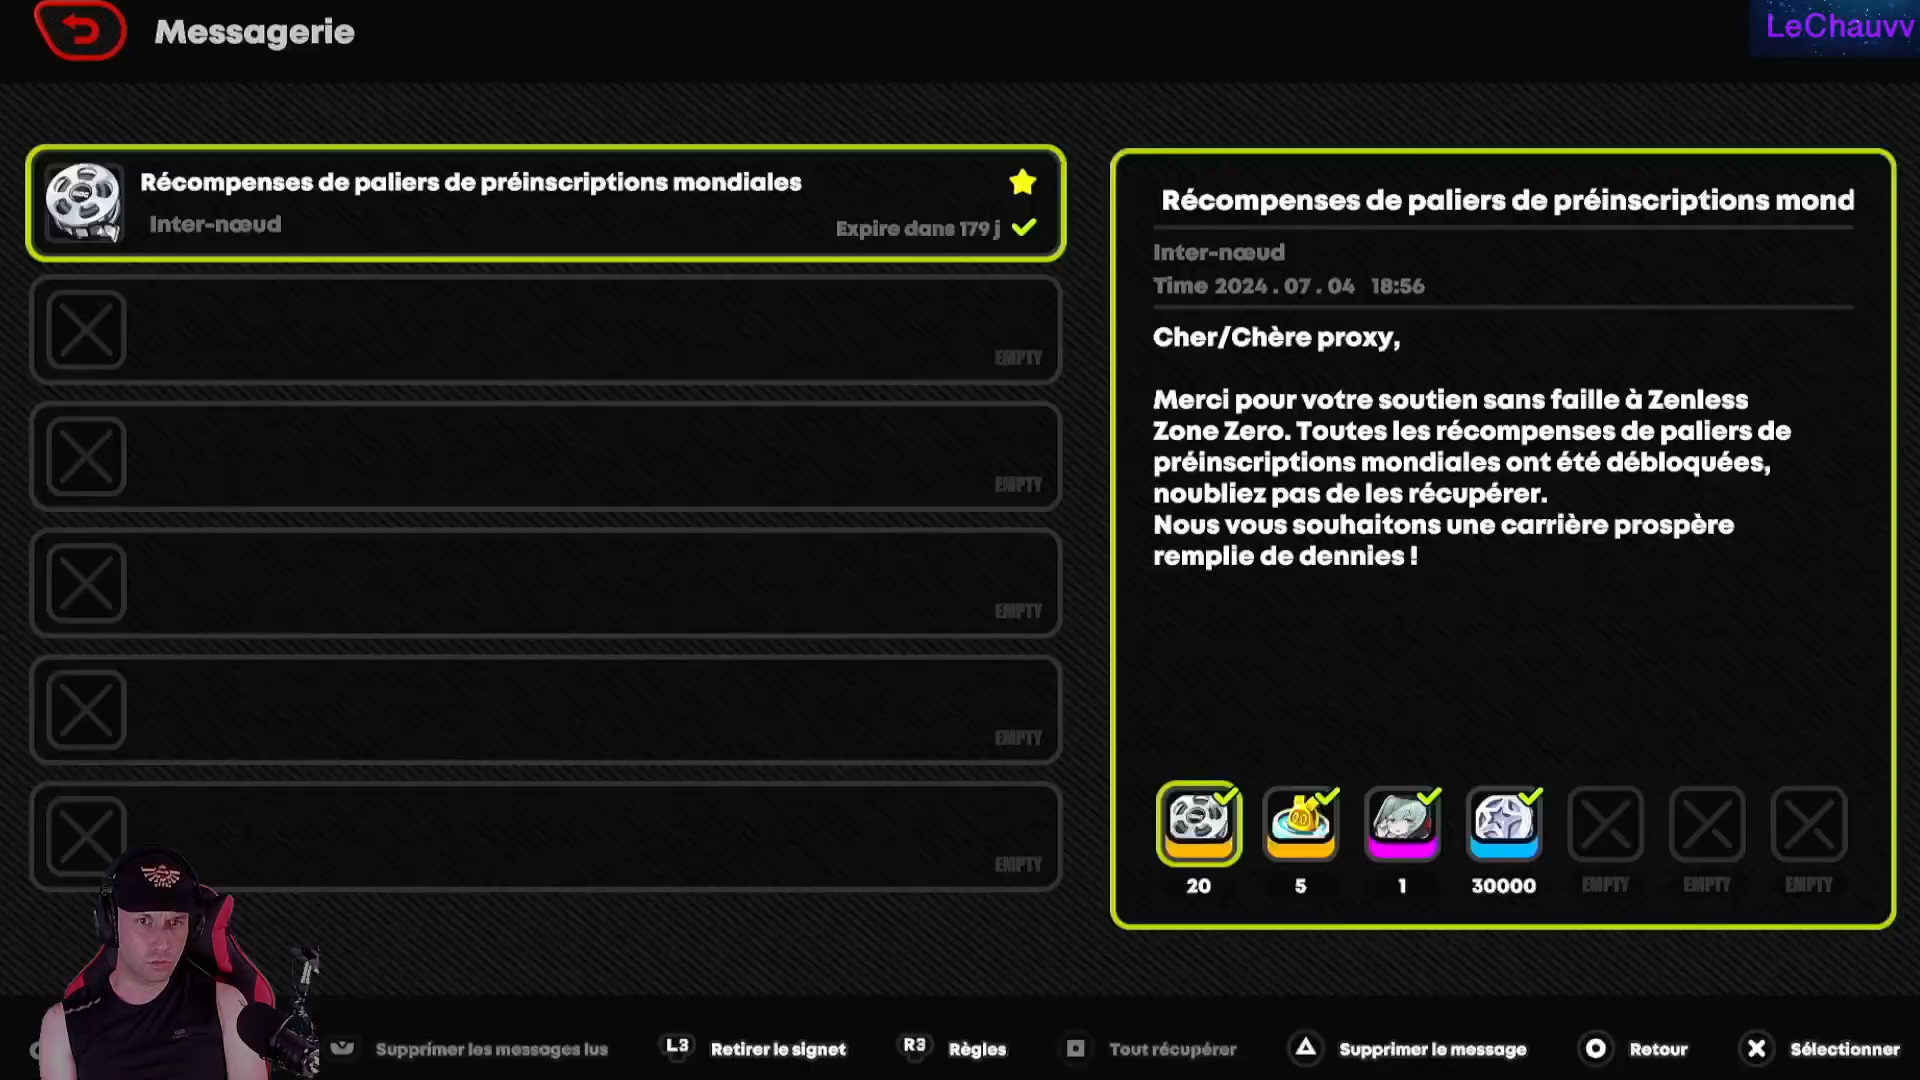 Messagerie
LeChauvv
Récompenses de paliers de préinscriptions mondiales
Inter-nœud
Expire dans 179 j
EMPTY
EMPTY
EMPTY
EMPTY
EMPTY
Récompenses de paliers de préinscriptions mond
Inter-nœud
Time 2024 . 07 . 04 18:56
Cher/Chère proxy,
Merci pour votre soutien sans faille à Zenless
Zone Zero. Toutes les récompenses de paliers de
préinscriptions mondiales ont été débloquées,
noubliez pas de les récupérer.
Nous vous souhaitons une carrière prospère
remplie de dennies !
20 5 1 30000 EMPTY EMPTY EMPTY
Supprimer les messages lus L3 Retirer le signet R3 Règles Tout récupérer Supprimer le message Retour Sélectionner